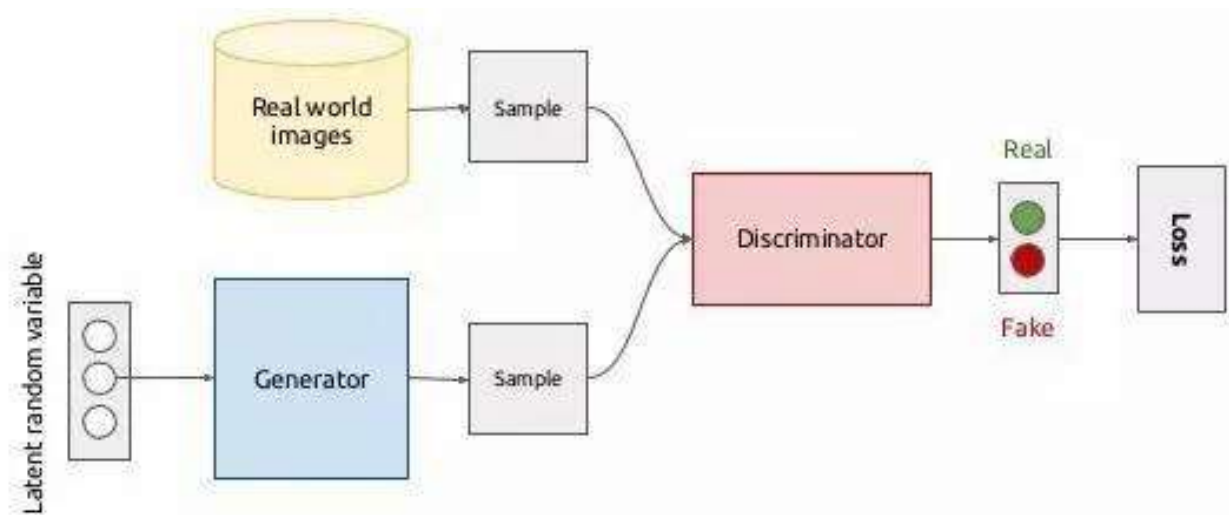 Real world
images
Sample
Discriminator
Real
Fake
Loss
Latent random variable
Generator
Sample